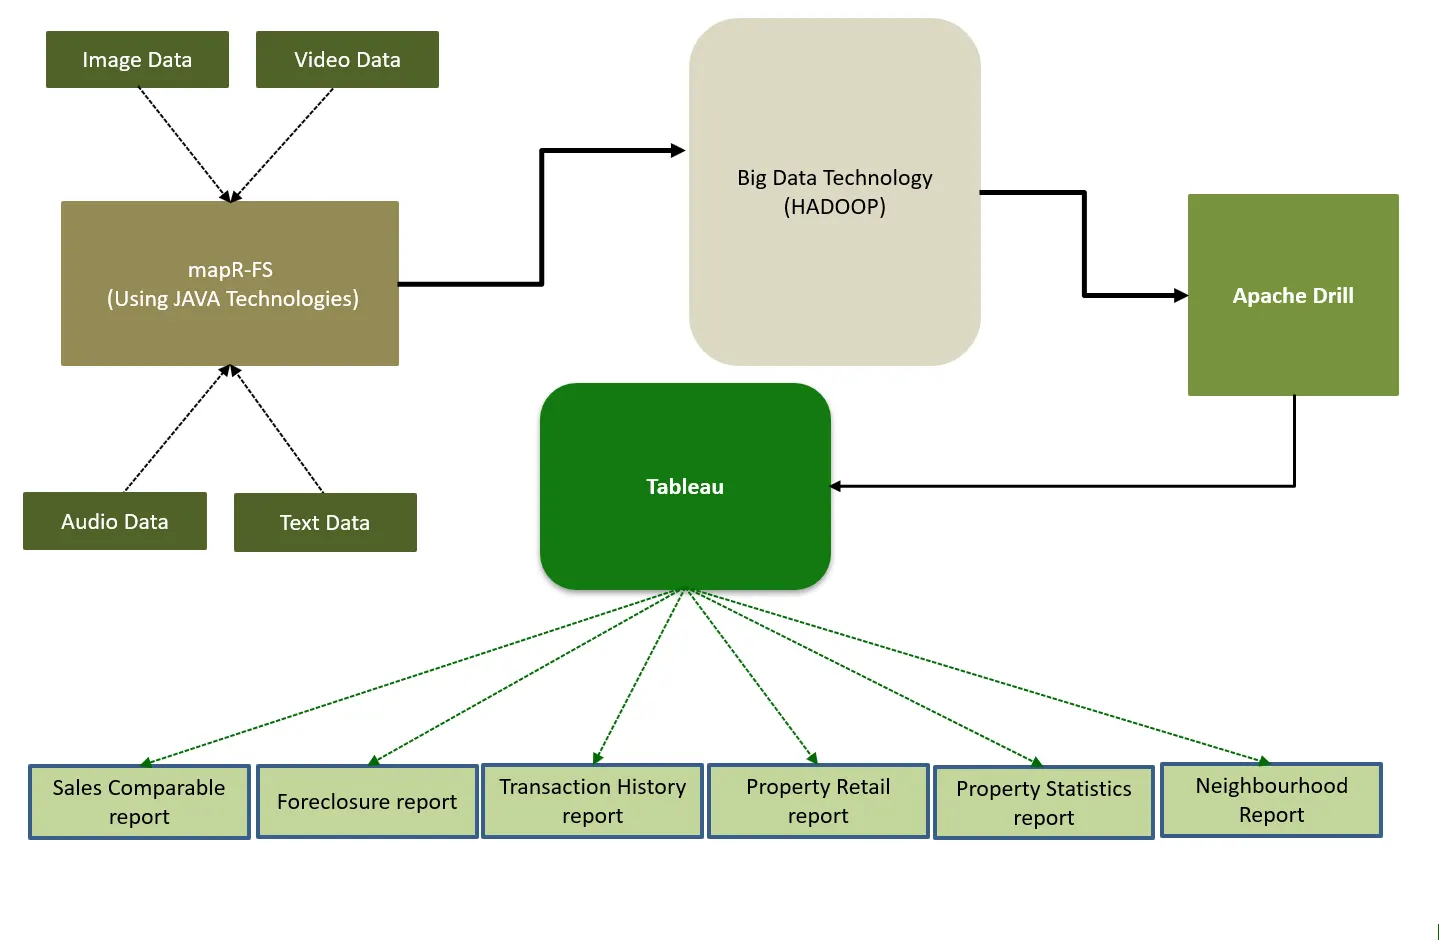 Image Data
Video Data
mapR-FS
(Using JAVA Technologies)
Big Data Technology
(HADOOP)
Apache Drill
Audio Data
Text Data
Tableau
Sales Comparable
report
Foreclosure report
Transaction History
report
Property Retail
report
Property Statistics
report
Neighbourhood
Report